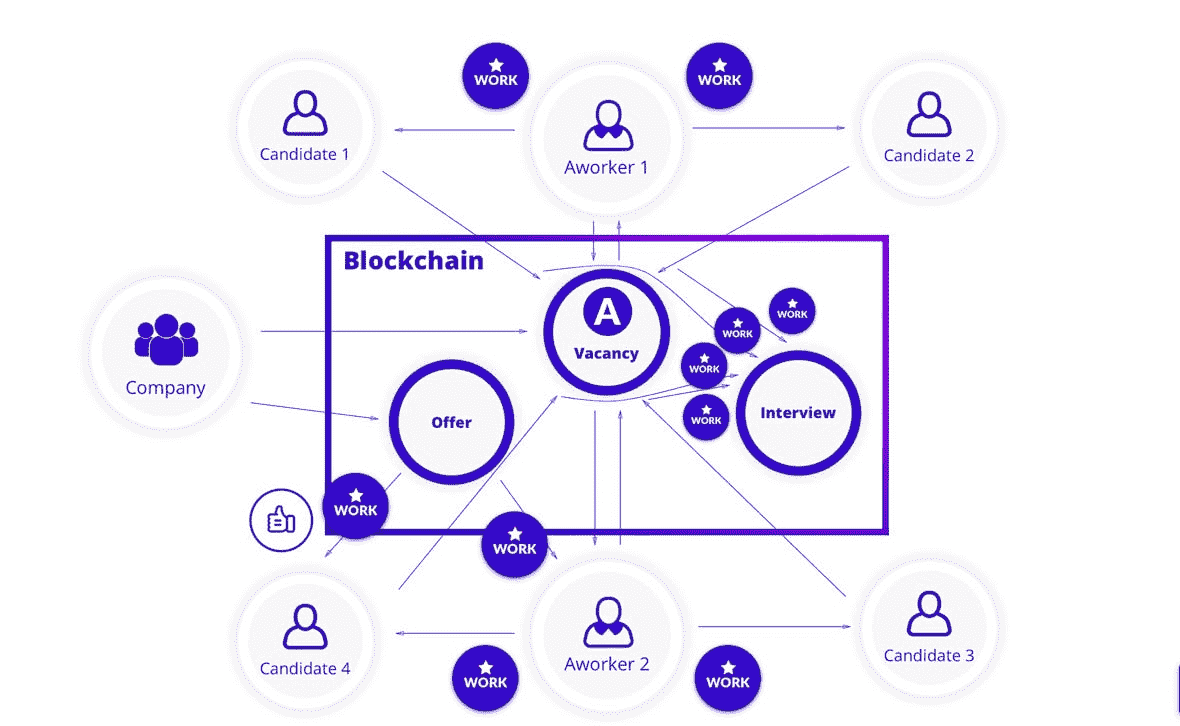 WORK
WORK
Candidate 1
Aworker 1
Candidate 2
Blockchain
A
Vacancy
WORK
WORK
WORK
WORK
Company
Offer
Interview
WORK
WORK
Candidate 4
Aworker 2
Candidate 3
WORK
WORK